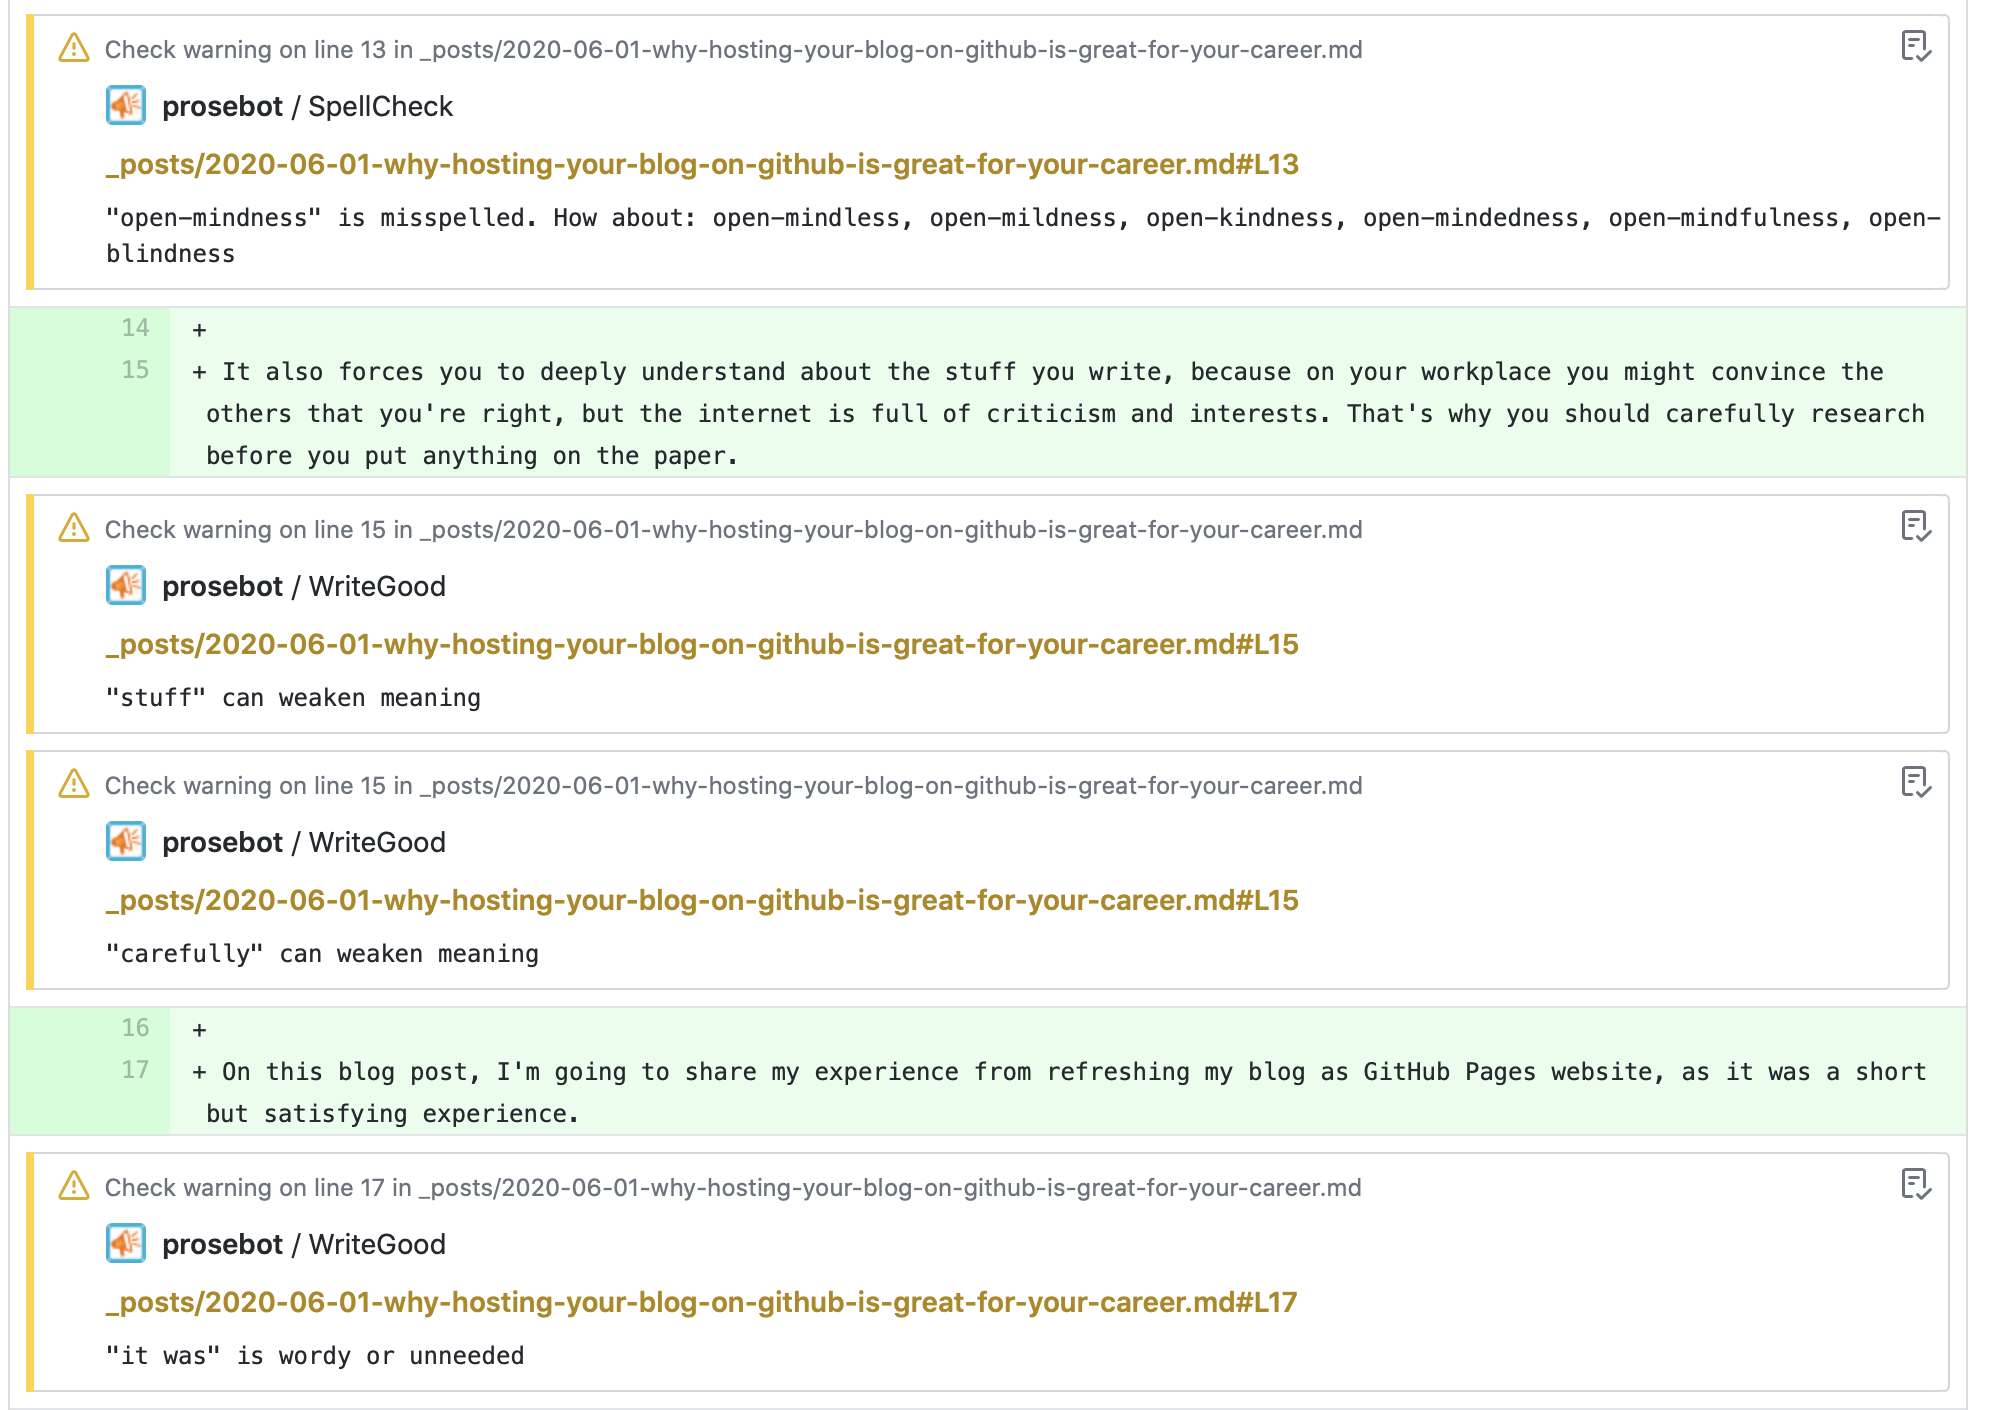 Check warning on line 13 in _posts/2020-06-01-why-hosting-your-blog-on-github-is-great-for-your-career.md
prosebot / SpellCheck
_posts/2020-06-01-why-hosting-your-blog-on-github-is-great-for-your-career.md#L13
"open-mindness" is misspelled. How about: open-mindless, open-mildness, open-kindness, open-mindedness, open-mindfulness, open-
blindness
14 +
15 + It also forces you to deeply understand about the stuff you write, because on your workplace you might convince the
others that you're right, but the internet is full of criticism and interests. That's why you should carefully research
before you put anything on the paper.
Check warning on line 15 in _posts/2020-06-01-why-hosting-your-blog-on-github-is-great-for-your-career.md
prosebot / WriteGood
_posts/2020-06-01-why-hosting-your-blog-on-github-is-great-for-your-career.md#L15
"stuff" can weaken meaning
Check warning on line 15 in _posts/2020-06-01-why-hosting-your-blog-on-github-is-great-for-your-career.md
prosebot / WriteGood
_posts/2020-06-01-why-hosting-your-blog-on-github-is-great-for-your-career.md#L15
"carefully" can weaken meaning
16 +
17 + On this blog post, I'm going to share my experience from refreshing my blog as GitHub Pages website, as it was a short
but satisfying experience.
Check warning on line 17 in _posts/2020-06-01-why-hosting-your-blog-on-github-is-great-for-your-career.md
prosebot / WriteGood
_posts/2020-06-01-why-hosting-your-blog-on-github-is-great-for-your-career.md#L17
"it was" is wordy or unneeded